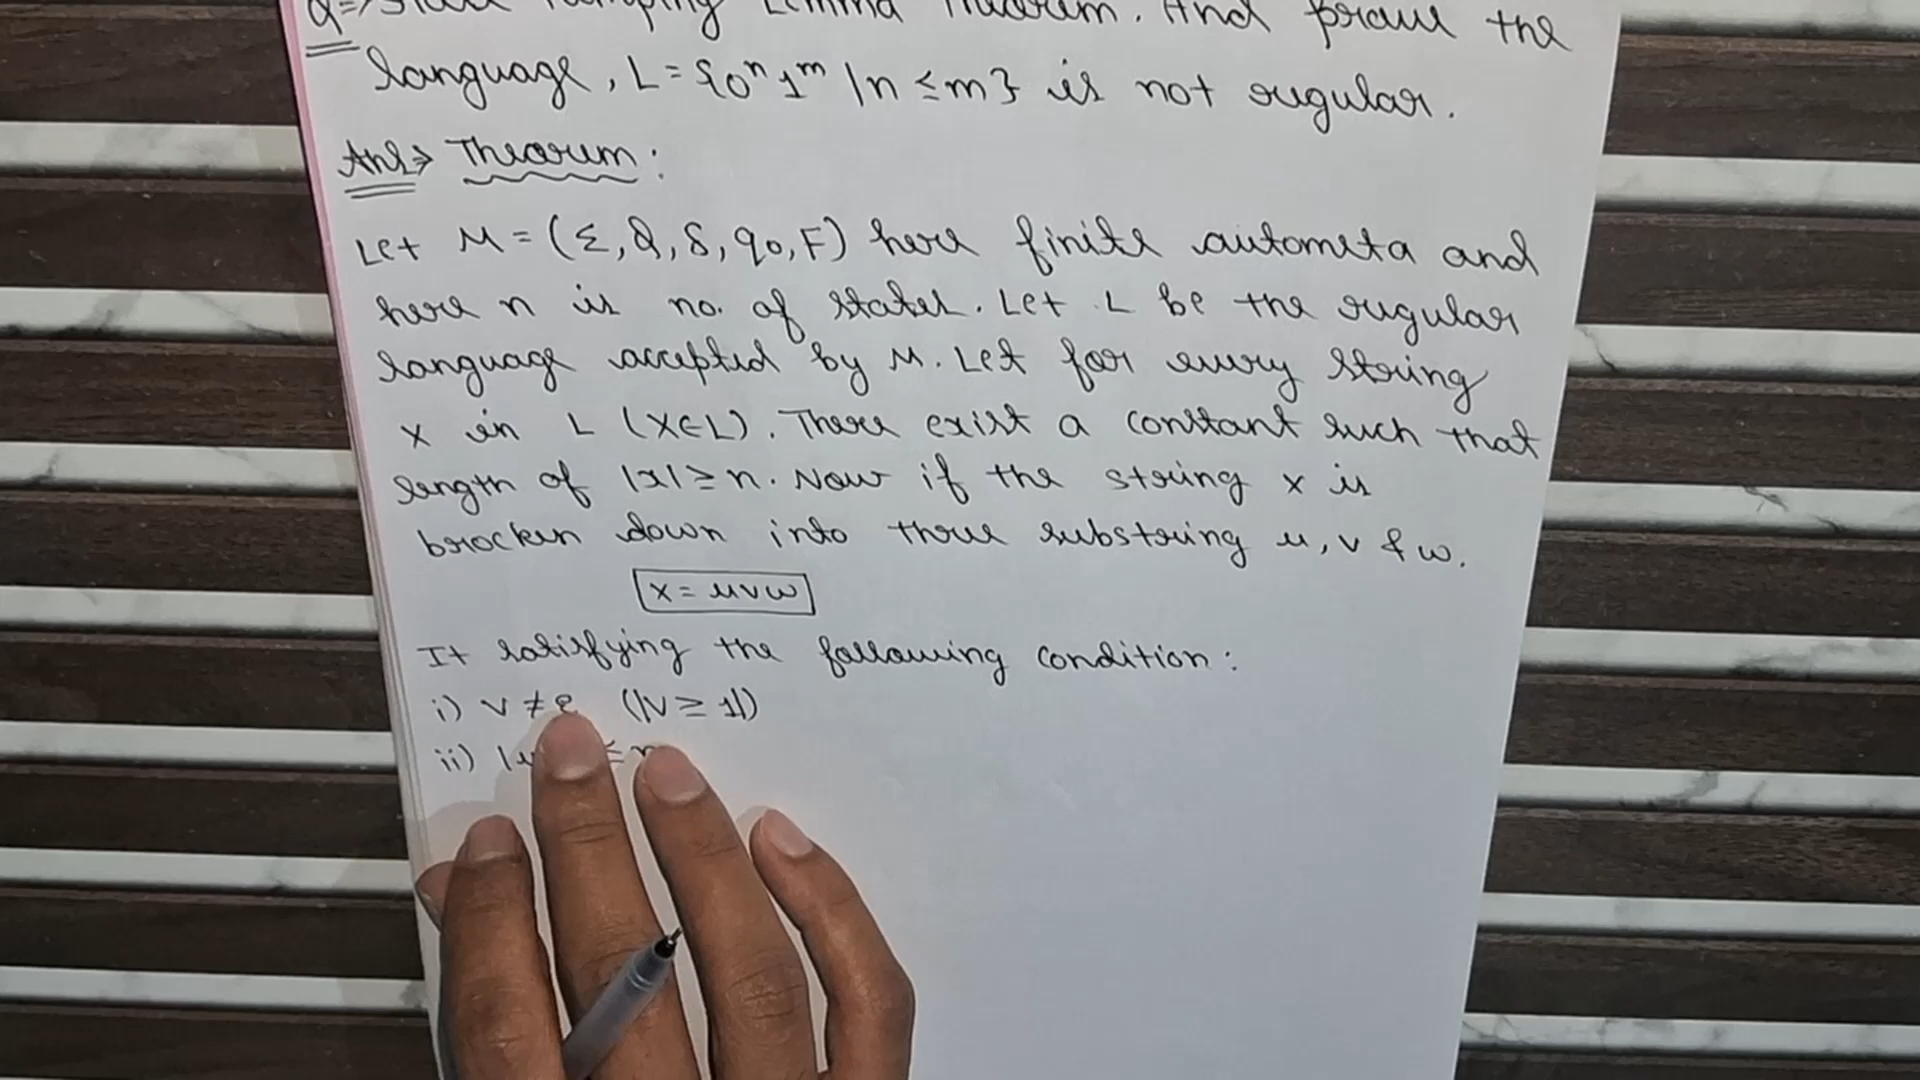 Q=> State Pumping Lemma Thearem. And prove the
language, L = {0ⁿ 1ᵐ | n ≤ m} is not regular.
Ans=> Thearem :
Let M = (Σ, Q, δ, q₀, F) here finite autometa and
here n is no. of states. Let L be the regular
language accepted by M. Let for every string
x in L (x∈L). There exist a constant such that
length of |x| ≥ n. Now if the string x is
brocken down into three substring u, v & w.
x = uvw
It satisfying the following condition :
i) v ≠ ε (|v ≥ 1|)
ii)